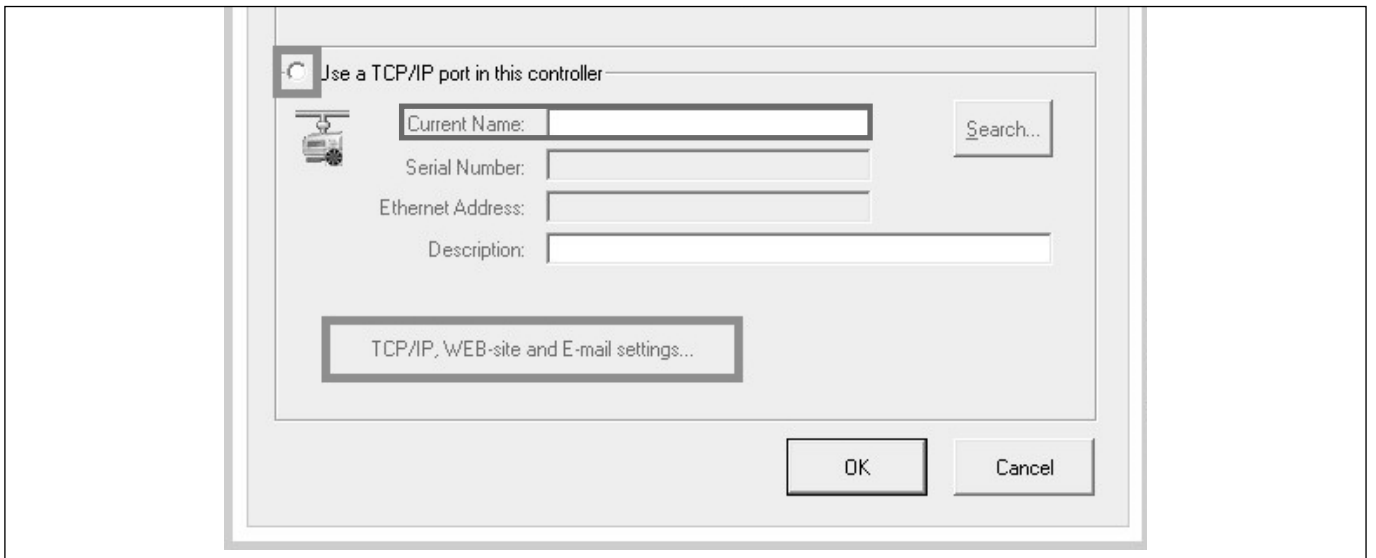 Use a TCP/IP port in this controller
Current Name:
Search...
Serial Number:
Ethernet Address:
Description:
TCP/IP, WEB-site and E-mail settings...
OK
Cancel